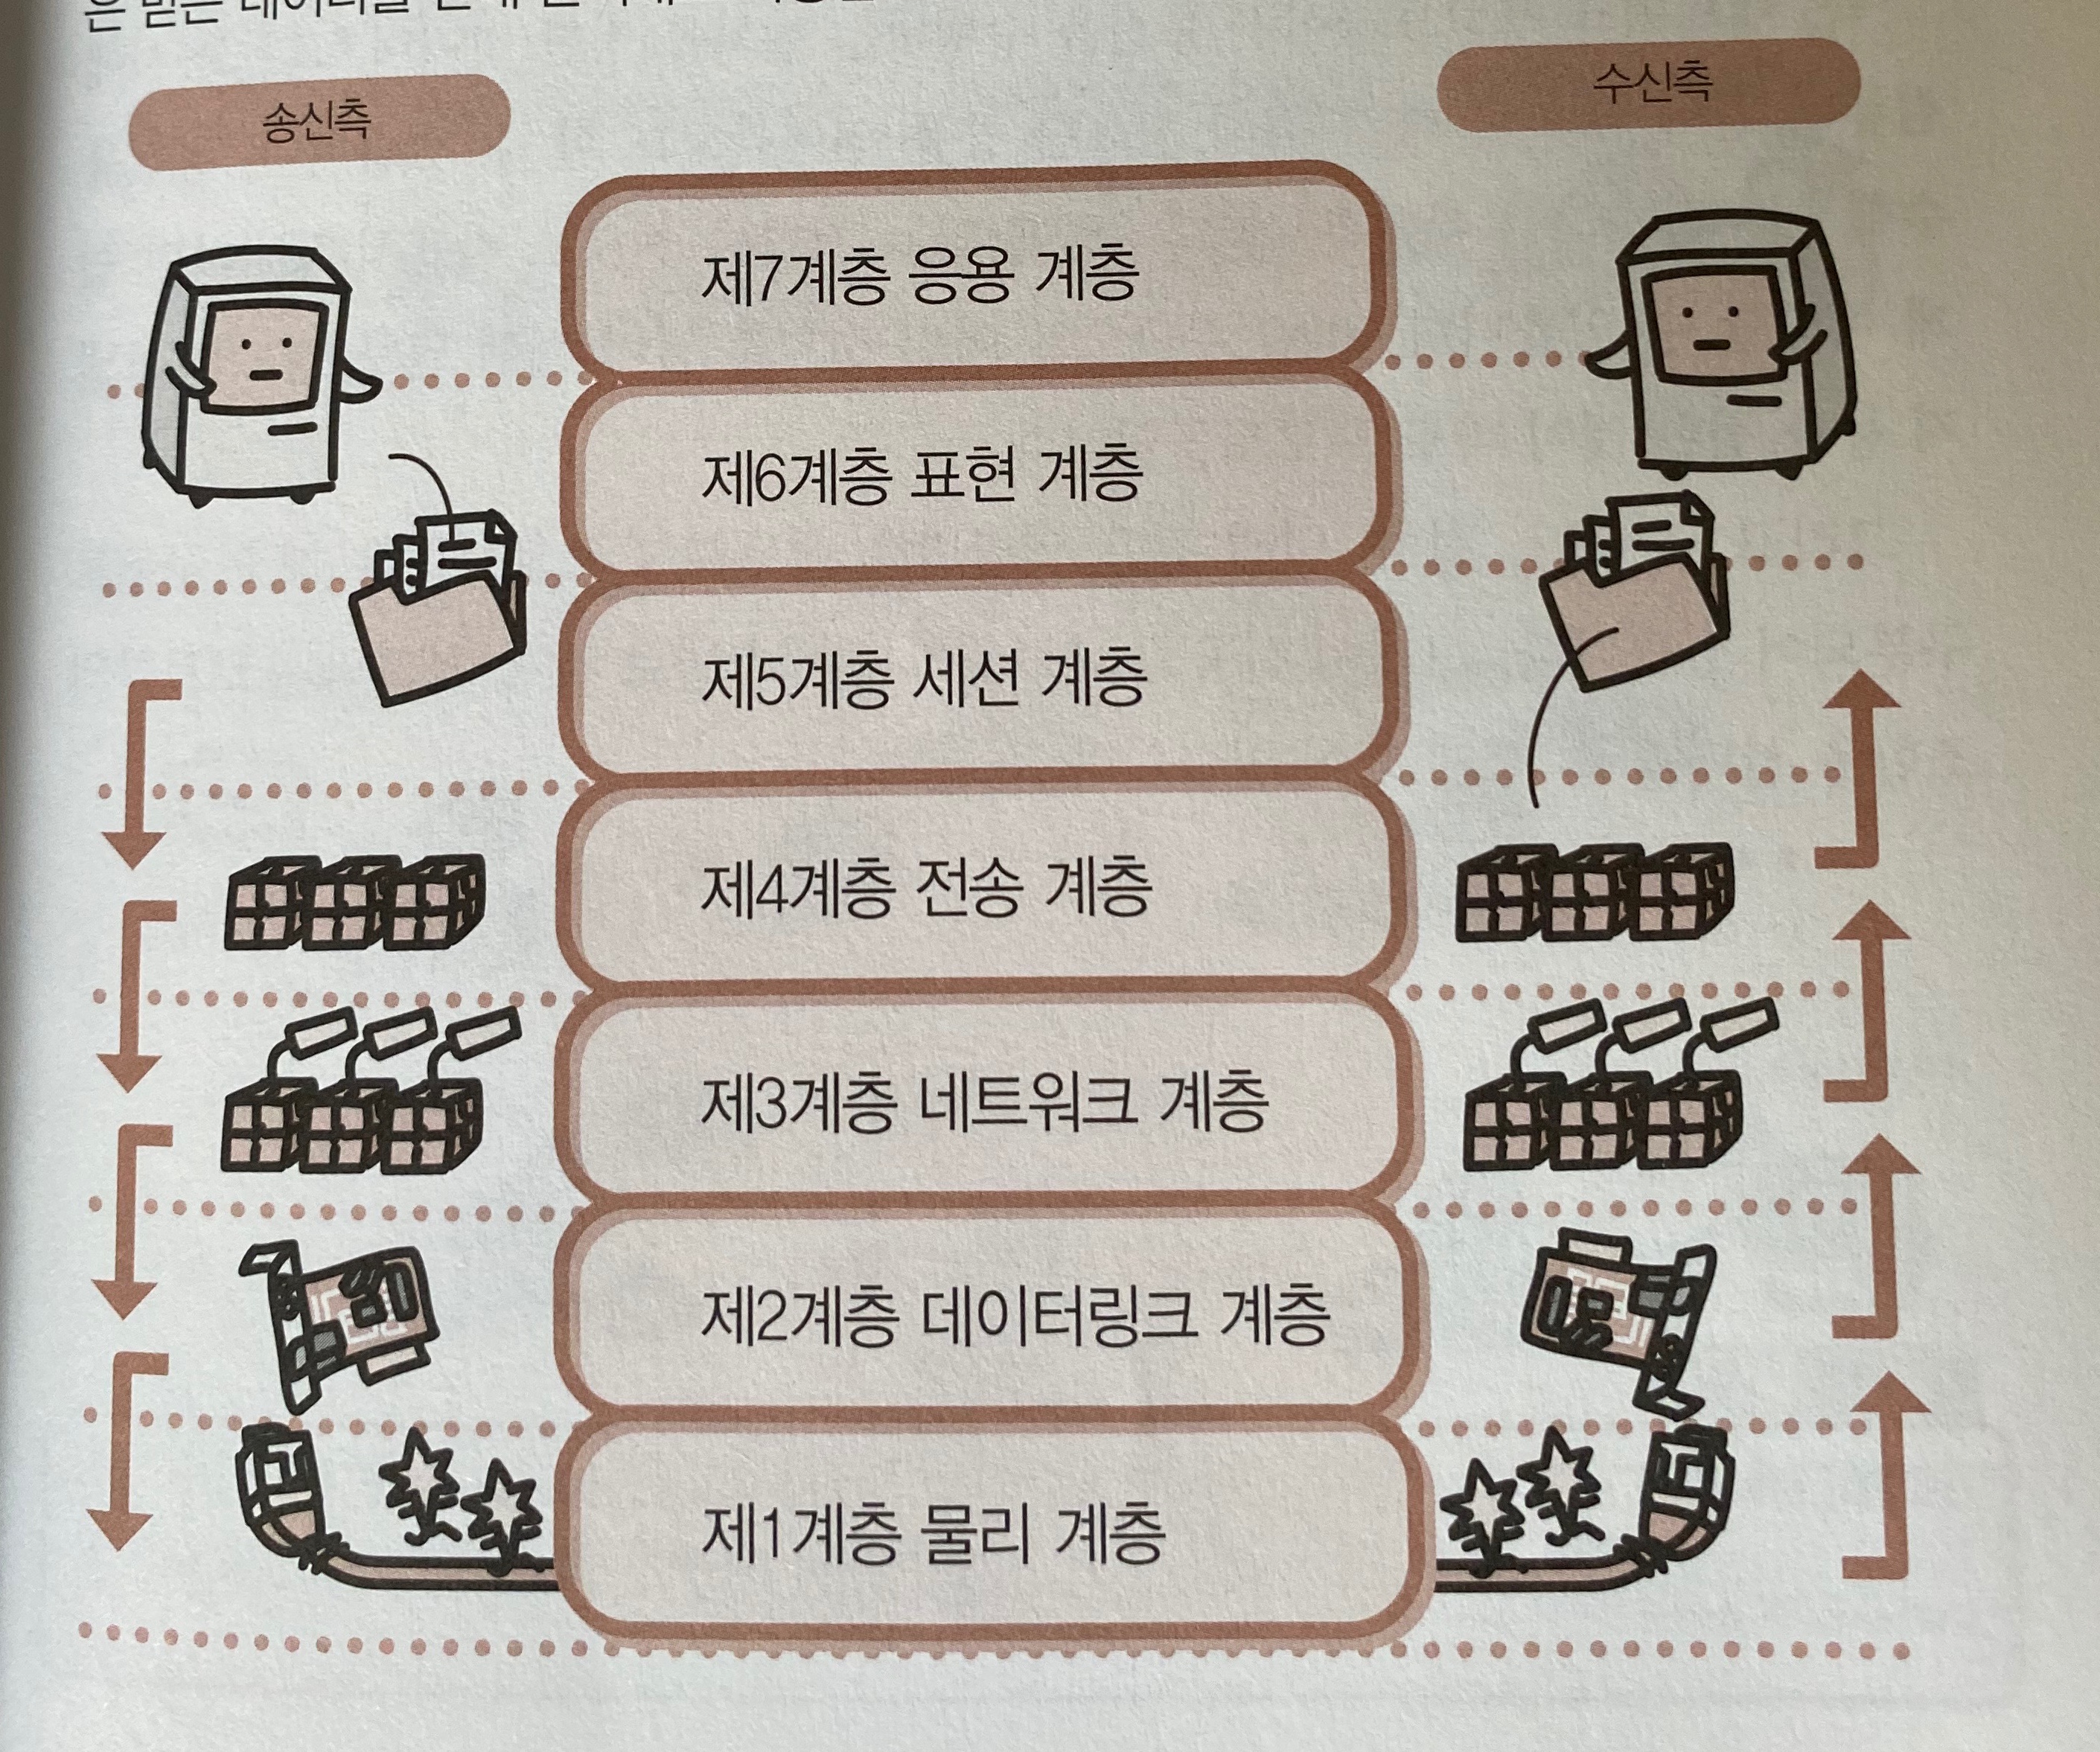 송신측
수신측
제7계층 응용 계층
제6계층 표현 계층
제5계층 세션 계층
제4계층 전송 계층
제3계층 네트워크 계층
제2계층 데이터링크 계층
제1계층 물리 계층